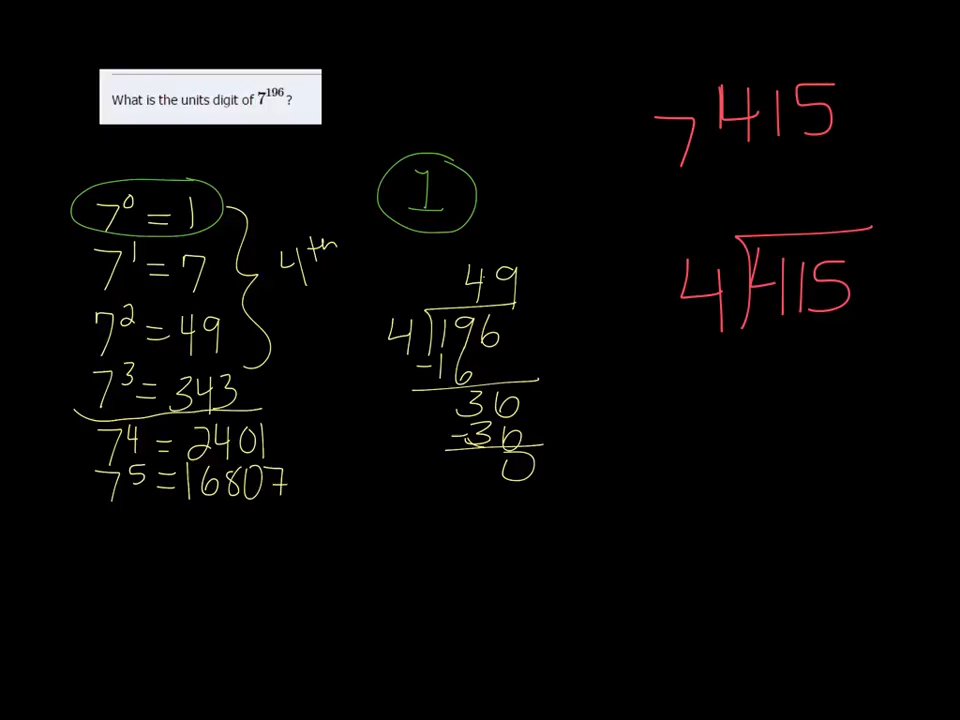 What is the units digit of 7^196 ?
7^0 = 1
7^1 = 7
7^2 = 49
7^3 = 343
7^4 = 2401
7^5 = 16807
4th
1
49
4)196
-16
36
-36
0
7^415
4)415